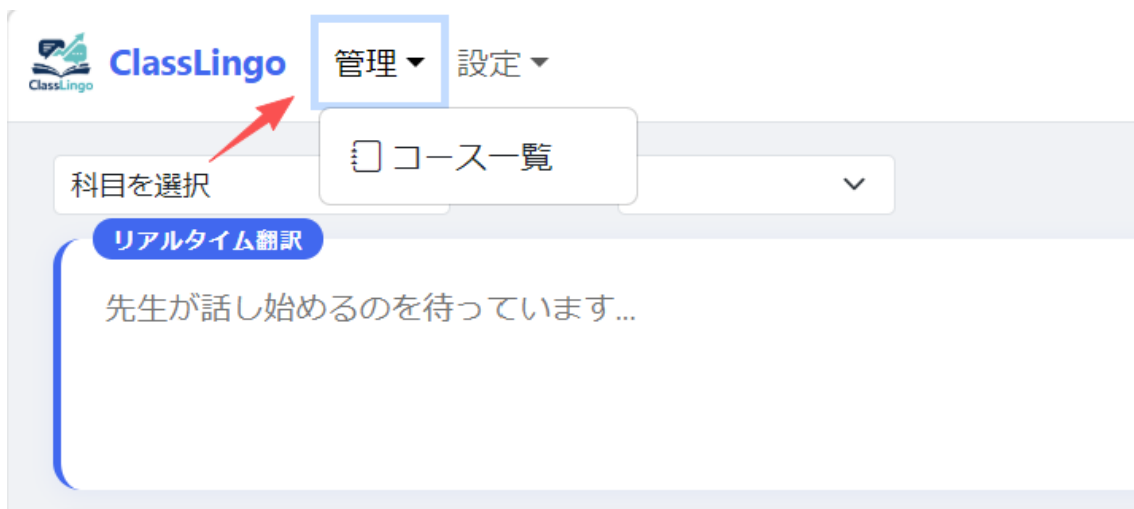 ClassLingo
ClassLingo
管理
設定
コース一覧
科目を選択
リアルタイム翻訳
先生が話し始めるのを待っています...